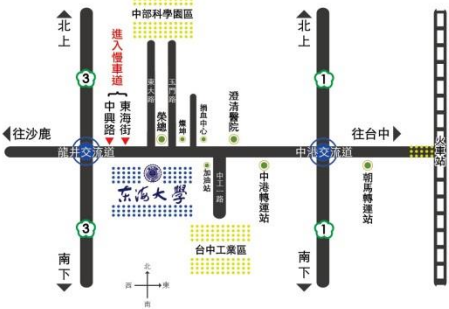 中部科學園區
北上
北上
進入慢車道
3
1
東大路
玉門路
中興路
東海街
榮總
燦坤
捐血中心
澄清醫院
往沙鹿
往台中
火車站
龍井交流道
中港交流道
東海大學
加油站
中工一路
中港轉運站
朝馬轉運站
台中工業區
3
1
南下
南下
北
西
東
南